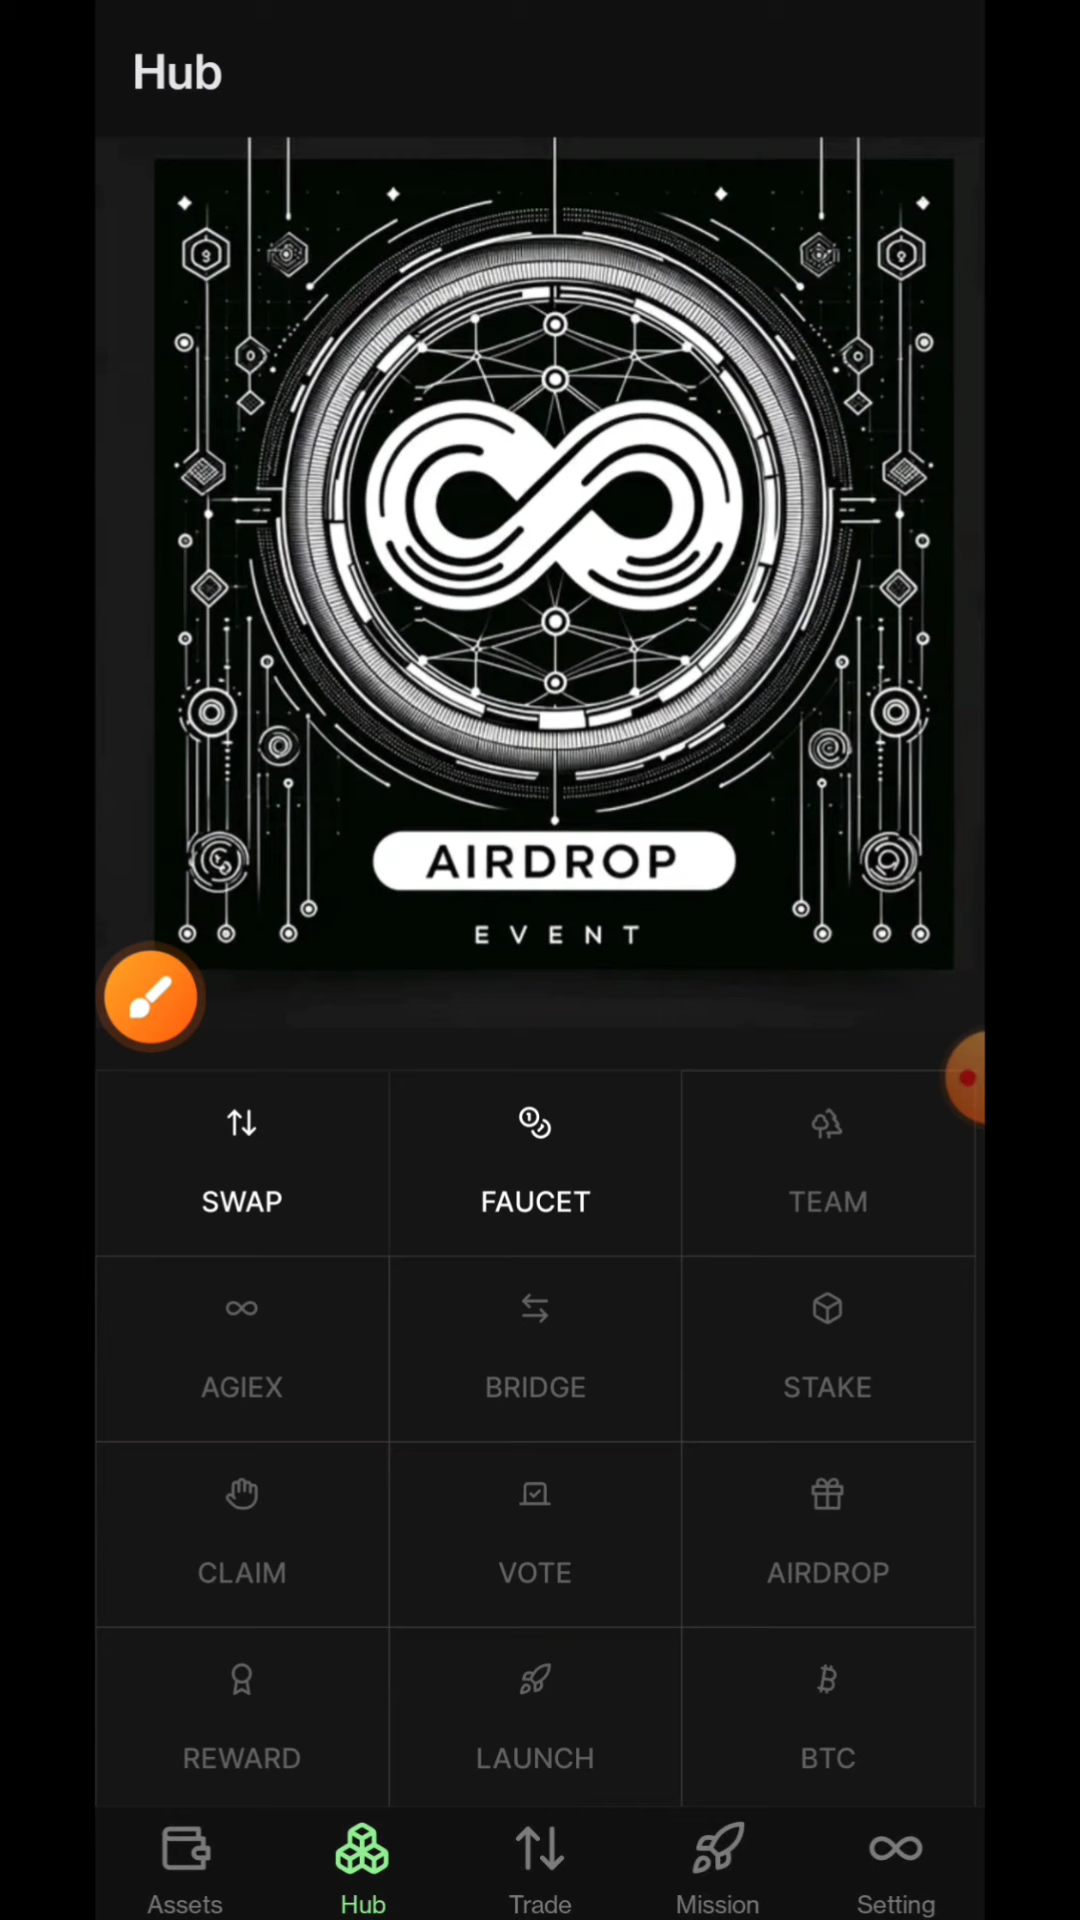 Hub
AIRDROP
EVENT
SWAP FAUCET TEAM
AGIEX BRIDGE STAKE
CLAIM VOTE AIRDROP
REWARD LAUNCH BTC
Assets Hub Trade Mission Setting